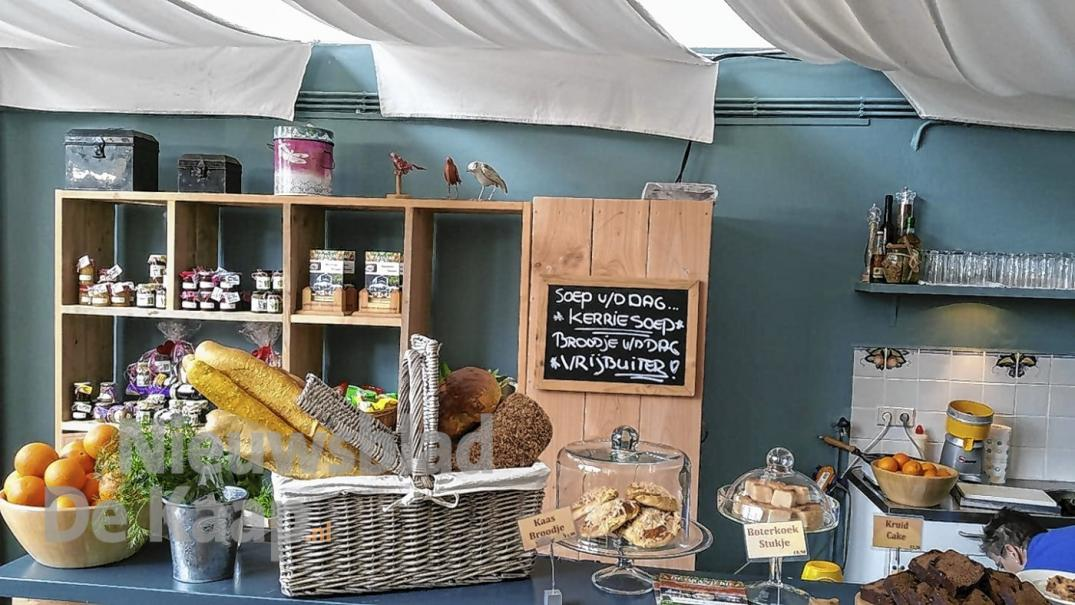 SOEP v/d DAG...
* KERRIESOEP *
BROODJE v/d DAG
* VRIJBUITER ♡
Kaas
Broodje
Boterkoek
Stukje
Kruid
Cake
Nieuwsblad
De Kaap.nl